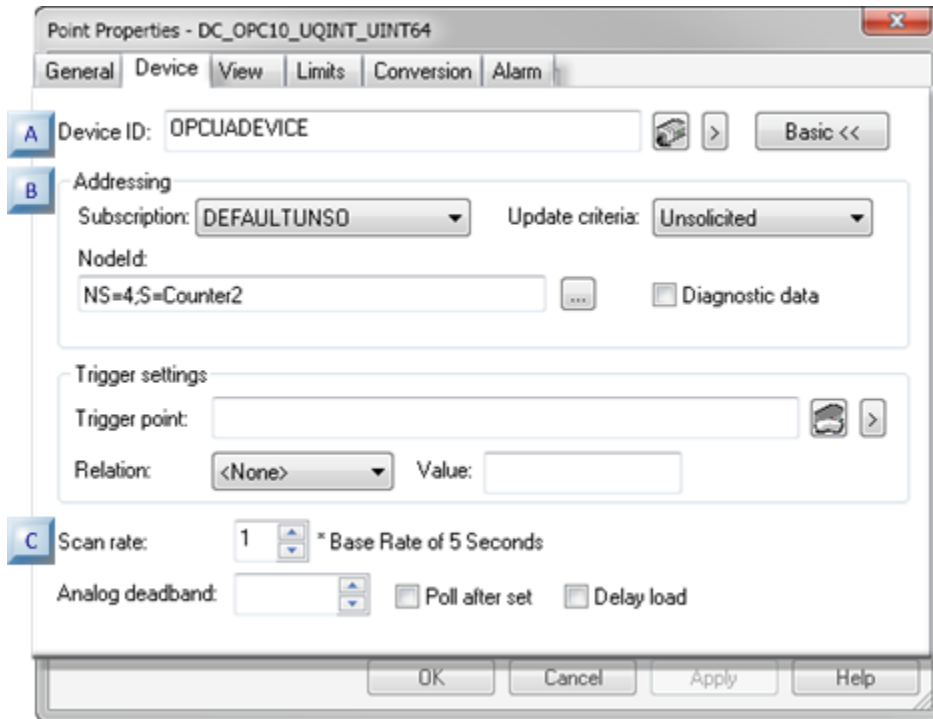 Point Properties - DC_OPC10_UQINT_UINT64
General Device View Limits Conversion Alarm
A Device ID: OPCUADEVICE > Basic <<
B Addressing
Subscription: DEFAULTUNSO Update criteria: Unsolicited
NodeId:
NS=4;S=Counter2 ... Diagnostic data
Trigger settings
Trigger point: >
Relation: <None> Value:
C Scan rate: 1 * Base Rate of 5 Seconds
Analog deadband: Poll after set Delay load
OK Cancel Apply Help